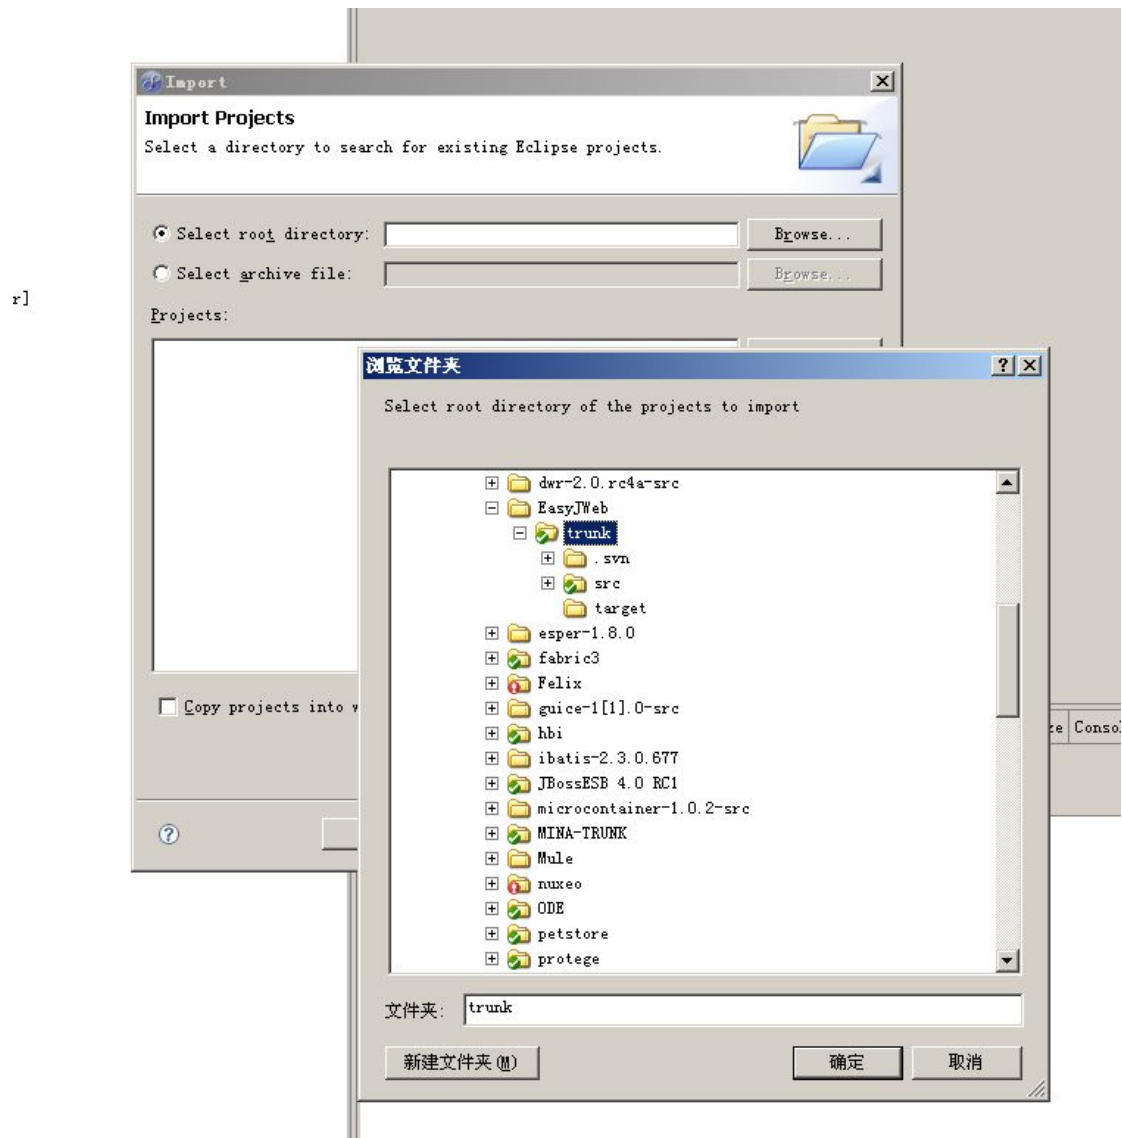 Import
Import Projects
Select a directory to search for existing Eclipse projects.
Select root directory:
Browse...
Select archive file:
Browse...
r]
Projects:
浏览文件夹
Select root directory of the projects to import
dwr-2.0.rc4a-src
EasyJWeb
trunk
.svn
src
target
esper-1.8.0
fabric3
Felix
guice-1[1].0-src
hbi
ibatis-2.3.0.677
JBossESB 4.0 RC1
microcontainer-1.0.2-src
MINA-TRUNK
Mule
nuxeo
ODE
petstore
protege
Copy projects into
Consol
文件夹:
trunk
新建文件夹(M)
确定
取消